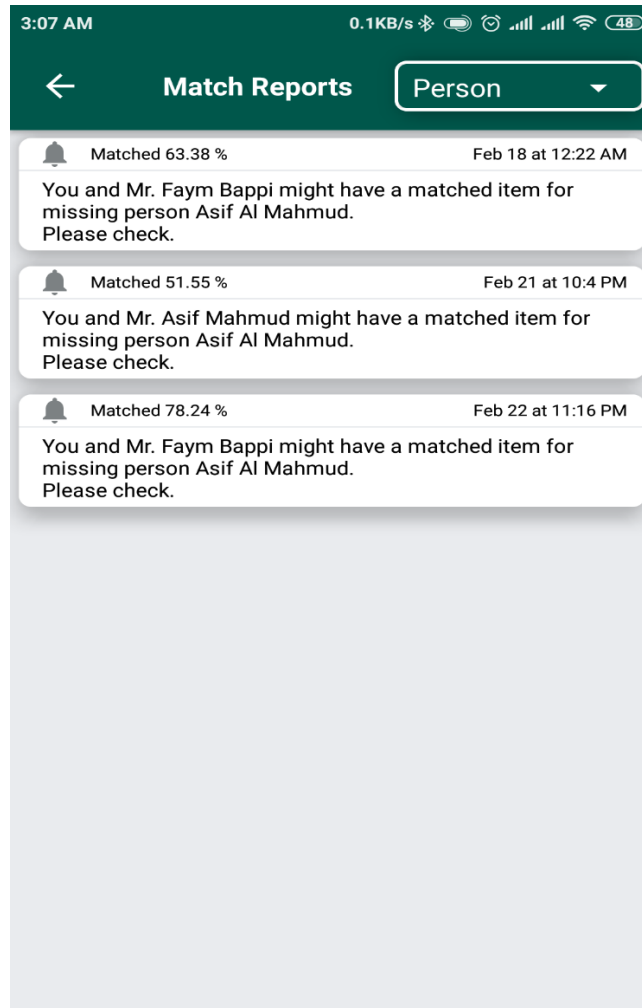 3:07 AM 0.1KB/s 48
Match Reports Person
Matched 63.38 % Feb 18 at 12:22 AM
You and Mr. Faym Bappi might have a matched item for
missing person Asif Al Mahmud.
Please check.
Matched 51.55 % Feb 21 at 10:4 PM
You and Mr. Asif Mahmud might have a matched item for
missing person Asif Al Mahmud.
Please check.
Matched 78.24 % Feb 22 at 11:16 PM
You and Mr. Faym Bappi might have a matched item for
missing person Asif Al Mahmud.
Please check.